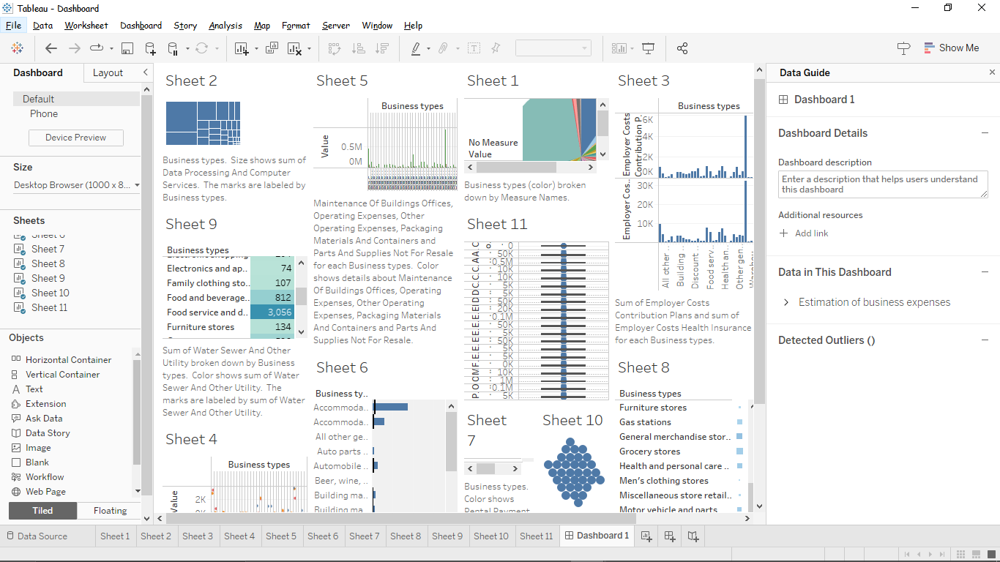 Tableau - Dashboard
File Data Worksheet Dashboard Story Analysis Map Format Server Window Help
Show Me
Dashboard Layout
Default
Phone
Device Preview
Size
Desktop Browser (1000 x 8...
Sheets
Sheet 6
Sheet 7
Sheet 8
Sheet 9
Sheet 10
Sheet 11
Objects
Horizontal Container
Vertical Container
Text
Extension
Ask Data
Data Story
Image
Blank
Workflow
Web Page
Tiled Floating
Sheet 2
Business types. Size shows sum of
Data Processing And Computer
Services. The marks are labeled by
Business types.
Sheet 9
Business types
Electronics and ap.. 74
Family clothing sto.. 107
Food and beverage.. 812
Food service and d.. 3,056
Furniture stores 134
Sum of Water Sewer And Other
Utility broken down by Business
types. Color shows sum of Water
Sewer And Other Utility. The
marks are labeled by sum of Water
Sewer And Other Utility.
Sheet 4
Business types
Value
2K
0K
Sheet 5
Business types
Value
0.5M
0M
Maintenance Of Buildings Offices,
Operating Expenses, Other
Operating Expenses, Packaging
Materials And Containers and
Parts And Supplies Not For Resale
for each Business types. Color
shows details about Maintenance
Of Buildings Offices, Operating
Expenses, Other Operating
Expenses, Packaging Materials
And Containers and Parts And
Supplies Not For Resale.
Sheet 6
Business ty..
Accommoda..
Accommoda..
All other ge..
Auto parts ..
Automobile ..
Beer, wine, ..
Building ma..
Building ma..
Sheet 1
No Measure
Value
Business types (color) broken
down by Measure Names.
Sheet 11
0
50K
0.5M
10K
10K
5K
5K
50K
20K
0.1M
50K
5K
50K
5K
5K
0K
10K
1M
0.1M
5K
Sheet
7
Business types.
Color shows
Rental Payment
Sheet 10
Sheet 3
Business types
Employer Costs
Contribution P..
6K
4K
2K
0K
Employer Cos..
30K
20K
10K
All other ..
Building ..
Discount ..
Food serv..
Health an..
Other gen..
Sum of Employer Costs
Contribution Plans and sum of
Employer Costs Health Insurance
for each Business types.
Sheet 8
Business types
Furniture stores
Gas stations
General merchandise stor..
Grocery stores
Health and personal care ..
Men's clothing stores
Miscellaneous store retail..
Motor vehicle and parts
Data Guide
Dashboard 1
Dashboard Details
Dashboard description
Enter a description that helps users understand
this dashboard
Additional resources
Add link
Data in This Dashboard
Estimation of business expenses
Detected Outliers ()
Data Source Sheet 1 Sheet 2 Sheet 3 Sheet 4 Sheet 5 Sheet 6 Sheet 7 Sheet 8 Sheet 9 Sheet 10 Sheet 11 Dashboard 1